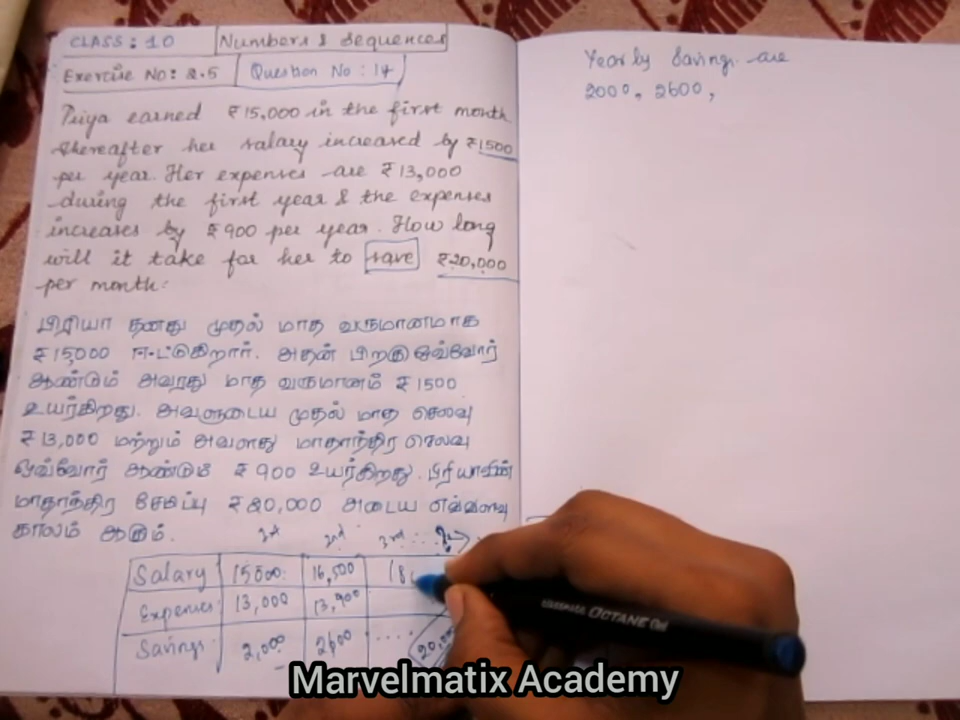 CLASS: 10 Numbers & Sequences
Exercise No: 2.5 Question No: 14
Priya earned ₹15,000 in the first month
thereafter her salary increased by ₹1500
per year. Her expenses are ₹13,000
during the first year & the expenses
increases by ₹900 per year. How long
will it take for her to save ₹20,000
per month:
பிரியா தனது முதல் மாத வருமானமாக
₹15,000 ஈட்டுகிறார். அதன் பிறகு ஒவ்வோர்
ஆண்டும் அவரது மாத வருமானம் ₹1500
உயர்கிறது. அவளுடைய முதல் மாத செலவு
₹13,000 மற்றும் அவளது மாதாந்திர செலவு
ஒவ்வோர் ஆண்டும் ₹900 உயர்கிறது. பிரியாவின்
மாதாந்திர சேமிப்பு ₹20,000 அடைய எவ்வளவு
காலம் ஆகும்.
1st 2nd 3rd
Salary 15000 16,500 18,
Expenses 13,000 13,900
Savings 2,000 2600 .... 20,00
Yearly Savings are
2000, 2600,
OCTANE Gel
Marvelmatix Academy